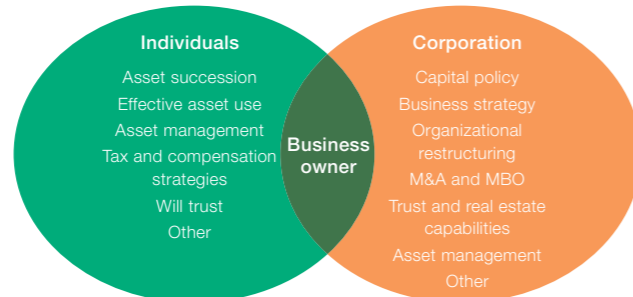 Individuals
Asset succession
Effective asset use
Asset management
Tax and compensation
strategies
Will trust
Other
Business
owner
Corporation
Capital policy
Business strategy
Organizational
restructuring
M&A and MBO
Trust and real estate
capabilities
Asset management
Other